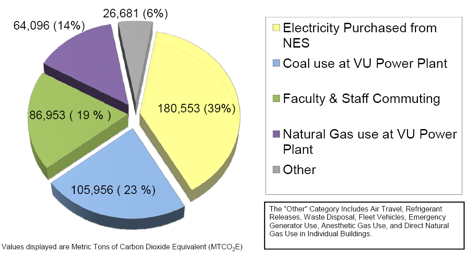 26,681 (6%)
64,096 (14%)
180,553 (39%)
86,953 ( 19 % )
105,956 ( 23 %)
Values displayed are Metric Tons of Carbon Dioxide Equivalent (MTCO₂E)
Electricity Purchased from
NES
Coal use at VU Power Plant
Faculty & Staff Commuting
Natural Gas use at VU Power
Plant
Other
The "Other" Category Includes Air Travel, Refrigerant
Releases, Waste Disposal, Fleet Vehicles, Emergency
Generator Use, Anesthetic Gas Use, and Direct Natural
Gas Use in Individual Buildings.